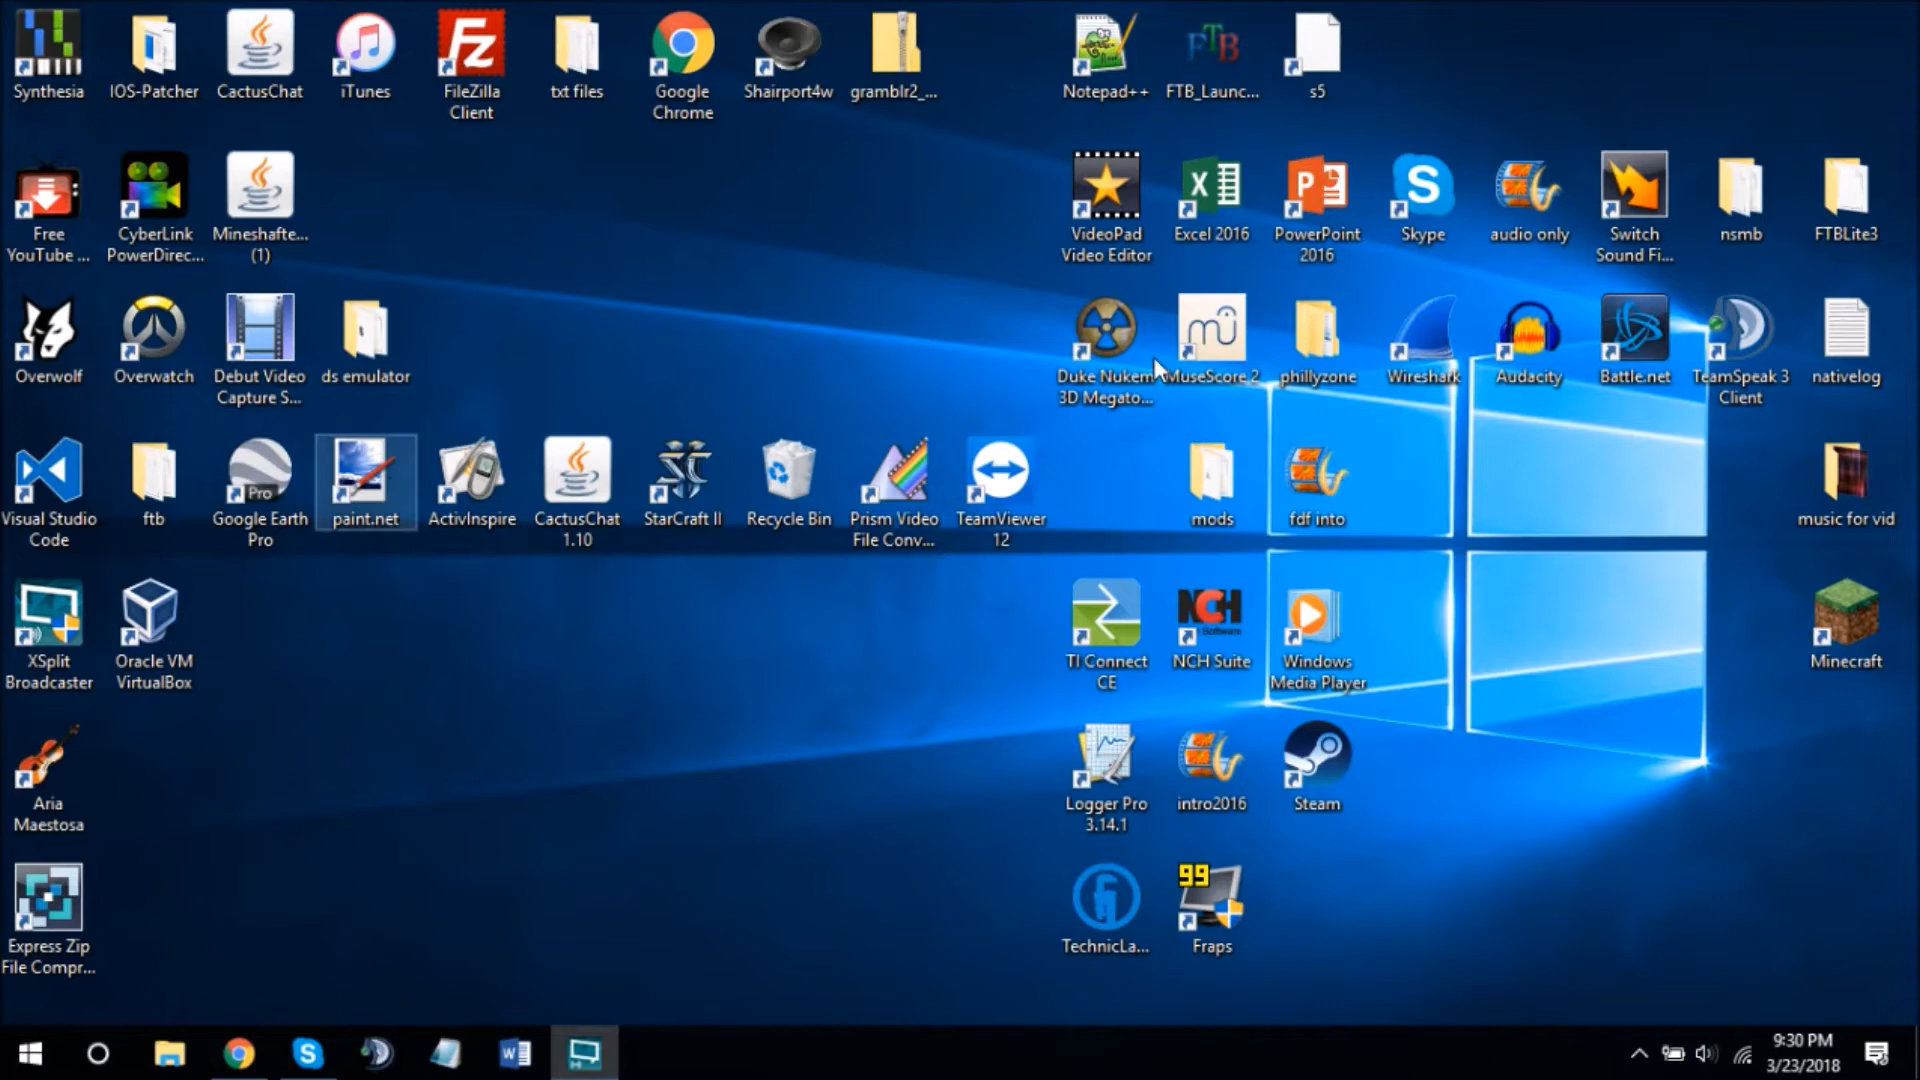 Synthesia
IOS-Patcher
CactusChat
iTunes
FileZilla
Client
txt files
Google
Chrome
Shairport4w
gramblr2_...
Notepad++
FTB
FTB_Launc...
s5
Free
YouTube ...
CyberLink
PowerDirec...
Mineshafte...
(1)
VideoPad
Video Editor
Excel 2016
PowerPoint
2016
Skype
audio only
Switch
Sound Fi...
nsmb
FTBLite3
Overwolf
Overwatch
Debut Video
Capture S...
ds emulator
Duke Nukem
3D Megato...
MuseScore 2
phillyzone
Wireshark
Audacity
Battle.net
TeamSpeak 3
Client
nativelog
Visual Studio
Code
ftb
Pro
Google Earth
Pro
paint.net
ActivInspire
CactusChat
1.10
StarCraft II
Recycle Bin
Prism Video
File Conv...
TeamViewer
12
mods
fdf into
music for vid
XSplit
Broadcaster
Oracle VM
VirtualBox
TI Connect
CE
NCH
Software
NCH Suite
Windows
Media Player
Minecraft
Aria
Maestosa
Logger Pro
3.14.1
intro2016
Steam
Express Zip
File Compr...
TechnicLa...
99
Fraps
9:30 PM
3/23/2018